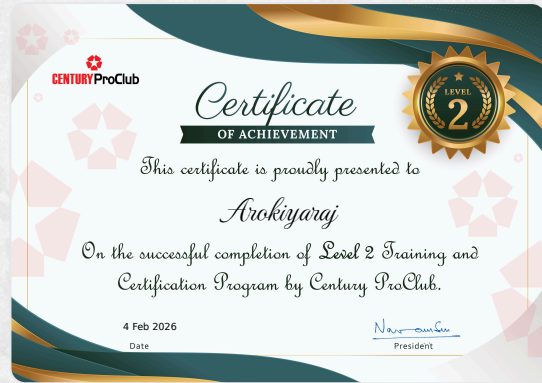 CENTURY ProClub
Certificate
OF ACHIEVEMENT
LEVEL
2
This certificate is proudly presented to
Arokiyaraj
On the successful completion of Level 2 Training and
Certification Program by Century ProClub.
4 Feb 2026
Date
President